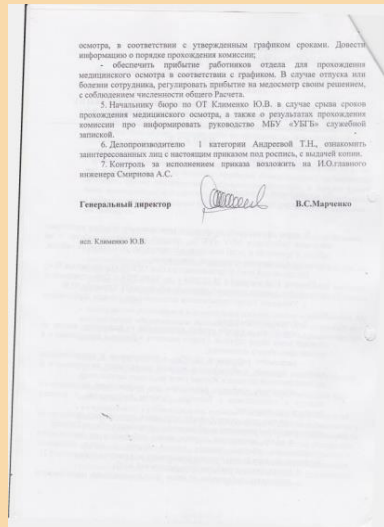 осмотра, в соответствии с утвержденным графиком сроками. Довести
информацию о порядке прохождения комиссии;
- обеспечить прибытие работников отдела для прохождения
медицинского осмотра в соответствии с графиком. В случае отпуска или
болезни сотрудника, регулировать прибытие на медосмотр своим решением,
с соблюдением численности общего Расчета.
5. Начальнику бюро по ОТ Клименко Ю.В. в случае срыва сроков
прохождения медицинского осмотра, а также о результатах прохождения
комиссии про информировать руководство МБУ «УБГБ» служебной
запиской.
6. Делопроизводителю 1 категории Андреевой Т.Н., ознакомить
заинтересованных лиц с настоящим приказом под роспись, с выдачей копии.
7. Контроль за исполнением приказа возложить на И.О.главного
инженера Смирнова А.С.
Генеральный директор В.С.Марченко
исп. Клименко Ю.В.